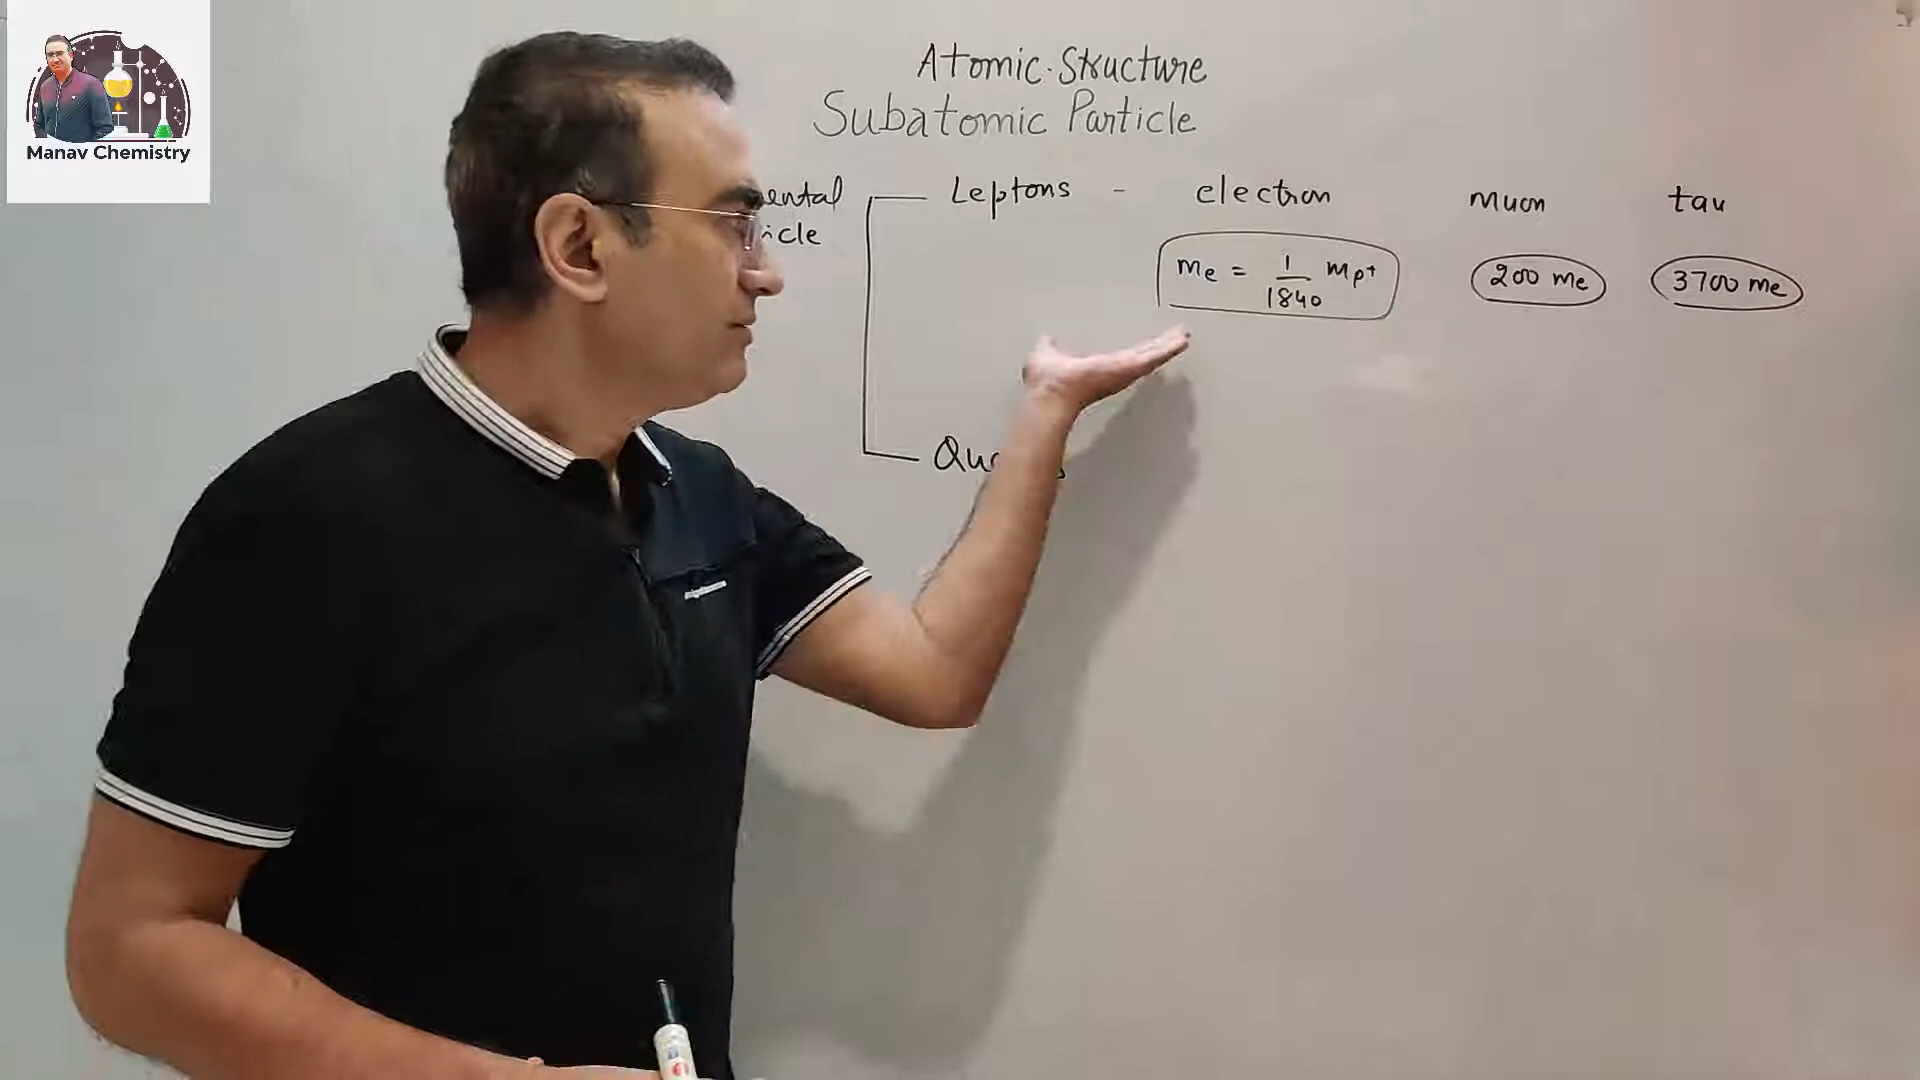 Manav Chemistry
Atomic Structure
Subatomic Particle
Leptons - electron muon tau
me = 1/1840 mp+ 200 me 3700 me